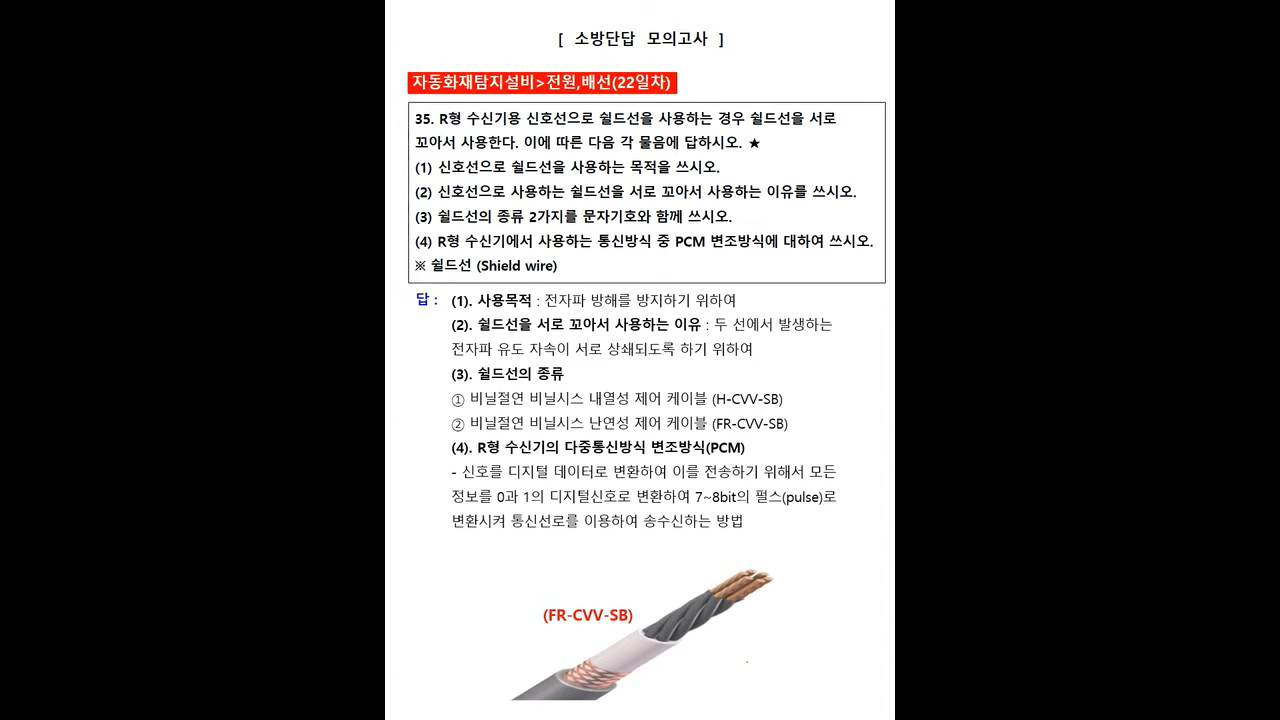 [ 소방단답 모의고사 ]
자동화재탐지설비>전원,배선(22일차)
35. R형 수신기용 신호선으로 쉴드선을 사용하는 경우 쉴드선을 서로
꼬아서 사용한다. 이에 따른 다음 각 물음에 답하시오. ★
(1) 신호선으로 쉴드선을 사용하는 목적을 쓰시오.
(2) 신호선으로 사용하는 쉴드선을 서로 꼬아서 사용하는 이유를 쓰시오.
(3) 쉴드선의 종류 2가지를 문자기호와 함께 쓰시오.
(4) R형 수신기에서 사용하는 통신방식 중 PCM 변조방식에 대하여 쓰시오.
※ 쉴드선 (Shield wire)
답 : (1). 사용목적 : 전자파 방해를 방지하기 위하여
(2). 쉴드선을 서로 꼬아서 사용하는 이유 : 두 선에서 발생하는
전자파 유도 자속이 서로 상쇄되도록 하기 위하여
(3). 쉴드선의 종류
① 비닐절연 비닐시스 내열성 제어 케이블 (H-CVV-SB)
② 비닐절연 비닐시스 난연성 제어 케이블 (FR-CVV-SB)
(4). R형 수신기의 다중통신방식 변조방식(PCM)
- 신호를 디지털 데이터로 변환하여 이를 전송하기 위해서 모든
정보를 0과 1의 디지털신호로 변환하여 7~8bit의 펄스(pulse)로
변환시켜 통신선로를 이용하여 송수신하는 방법
(FR-CVV-SB)